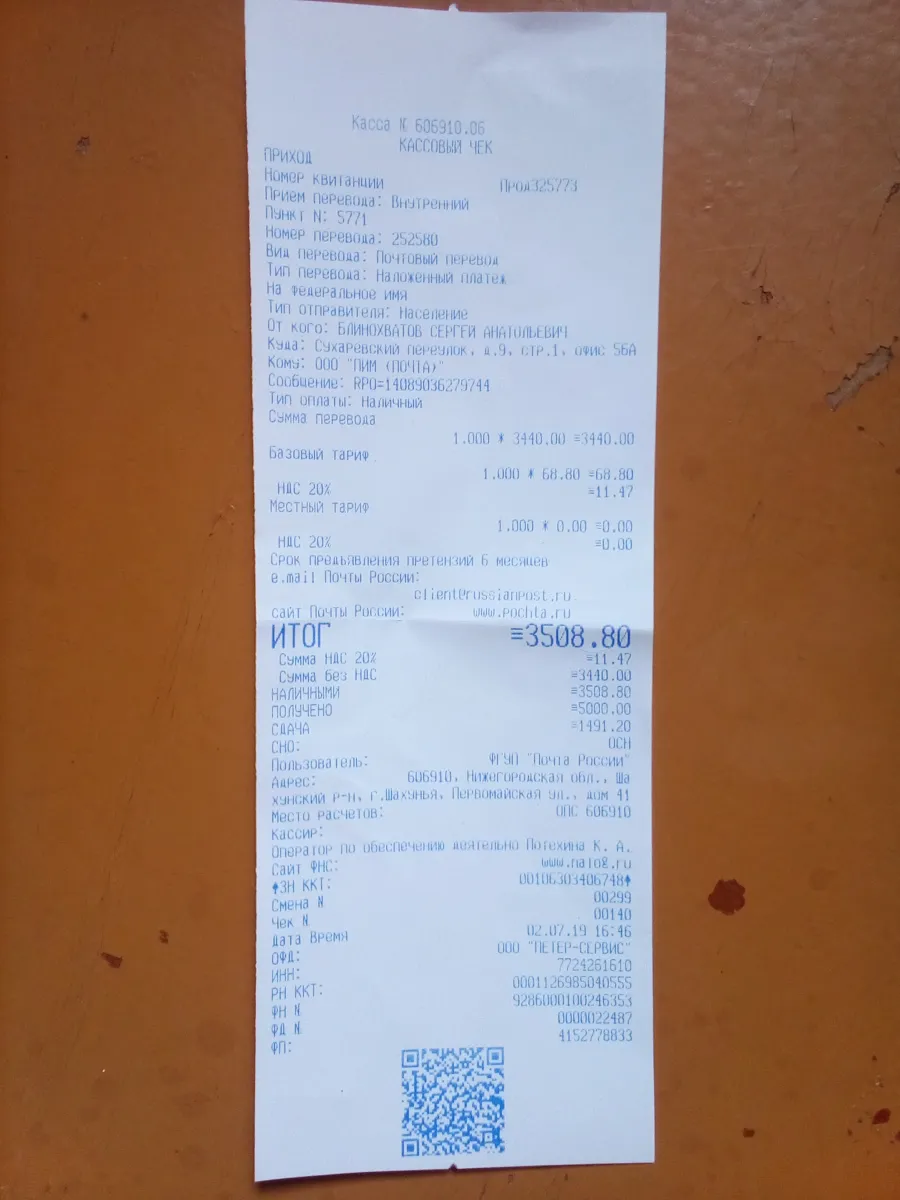 Касса № 606910.06
КАССОВЫЙ ЧЕК
ПРИХОД
Номер квитанции Прод325773
Прием перевода: Внутренний
Пункт N: 5771
Номер перевода: 252580
Вид перевода: Почтовый перевод
Тип перевода: Наложенный платеж
На федеральное имя
Тип отправителя: Население
От кого: БЛИНОХВАТОВ СЕРГЕЙ АНАТОЛЬЕВИЧ
Куда: Сухаревский переулок, д.9, стр.1, офис 56А
Кому: ООО "ПИМ (ПОЧТА)"
Сообщение: RPO=14089036279744
Тип оплаты: Наличный
Сумма перевода
1.000 * 3440.00 ≡3440.00
Базовый тариф
1.000 * 68.80 ≡68.80
НДС 20% ≡11.47
Местный тариф
1.000 * 0.00 ≡0.00
НДС 20% ≡0.00
Срок предъявления претензий 6 месяцев
e.mail Почты России:
client@russianpost.ru
сайт Почты России: www.pochta.ru
ИТОГ ≡3508.80
Сумма НДС 20% ≡11.47
Сумма без НДС ≡3440.00
НАЛИЧНЫМИ ≡3508.80
ПОЛУЧЕНО ≡5000.00
СДАЧА ≡1491.20
СНО: ОСН
Пользователь: ФГУП "Почта России"
Адрес: 606910, Нижегородская обл., Ша
хунский р-н, г.Шахунья, Первомайская ул., дом 41
Место расчетов: ОПС 606910
Кассир:
Оператор по обеспечению деятельно Потехина К. А.
Сайт ФНС: www.nalog.ru
ЗН ККТ: 00106303406748
Смена N 00299
Чек N 00140
Дата Время 02.07.19 16:46
ОФД: ООО "ПЕТЕР-СЕРВИС"
ИНН: 7724261610
РН ККТ: 0001126985040555
ФН N 9286000100246353
ФД N 0000022487
ФП: 4152778833